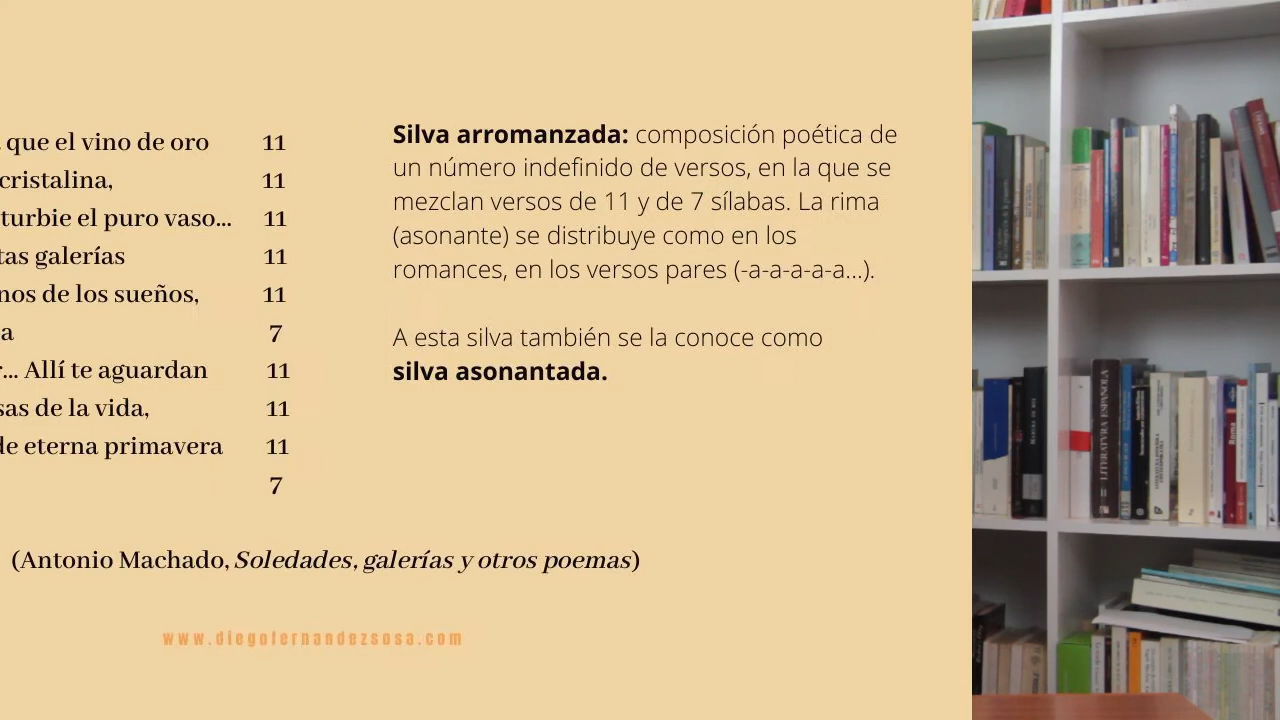 que el vino de oro 11
cristalina, 11
turbie el puro vaso... 11
tas galerías 11
nos de los sueños, 11
a 7
r... Allí te aguardan 11
sas de la vida, 11
de eterna primavera 11
7
(Antonio Machado, Soledades, galerías y otros poemas)
Silva arromanzada: composición poética de
un número indefinido de versos, en la que se
mezclan versos de 11 y de 7 sílabas. La rima
(asonante) se distribuye como en los
romances, en los versos pares (-a-a-a-a-a...).
A esta silva también se la conoce como
silva asonantada.
www.diegofernandezsosa.com
LITERATURA ESPAÑOLA
Roma